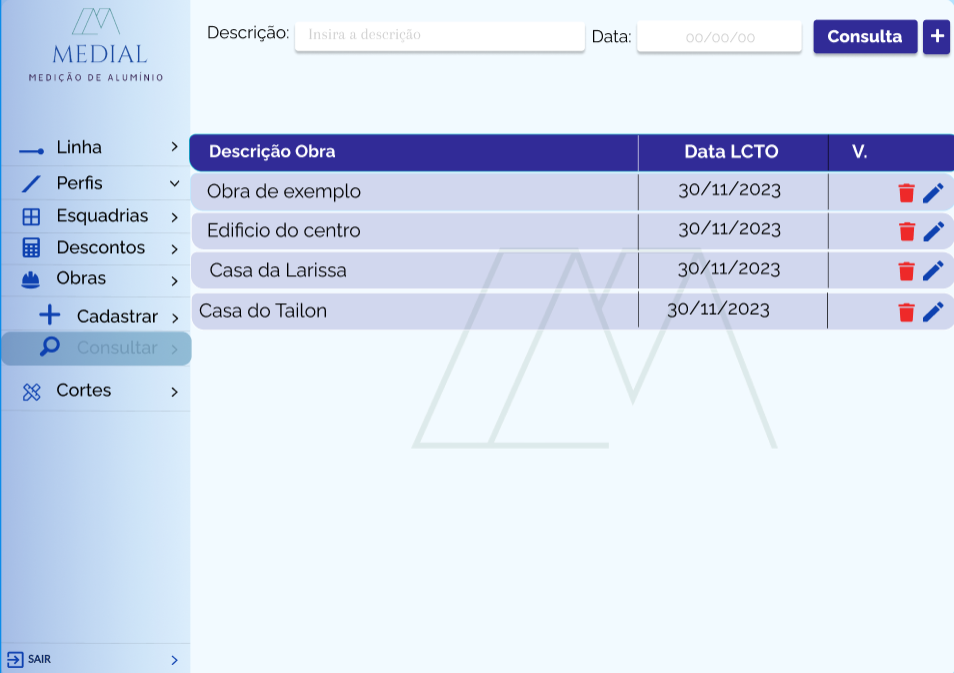 MEDIAL
MEDIÇÃO DE ALUMÍNIO
Descrição: Insira a descrição Data: 00/00/00 Consulta +
Linha
Perfis
Esquadrias
Descontos
Obras
Cadastrar
Consultar
Cortes
SAIR
Descrição Obra Data LCTO V.
Obra de exemplo 30/11/2023
Edificio do centro 30/11/2023
Casa da Larissa 30/11/2023
Casa do Tailon 30/11/2023